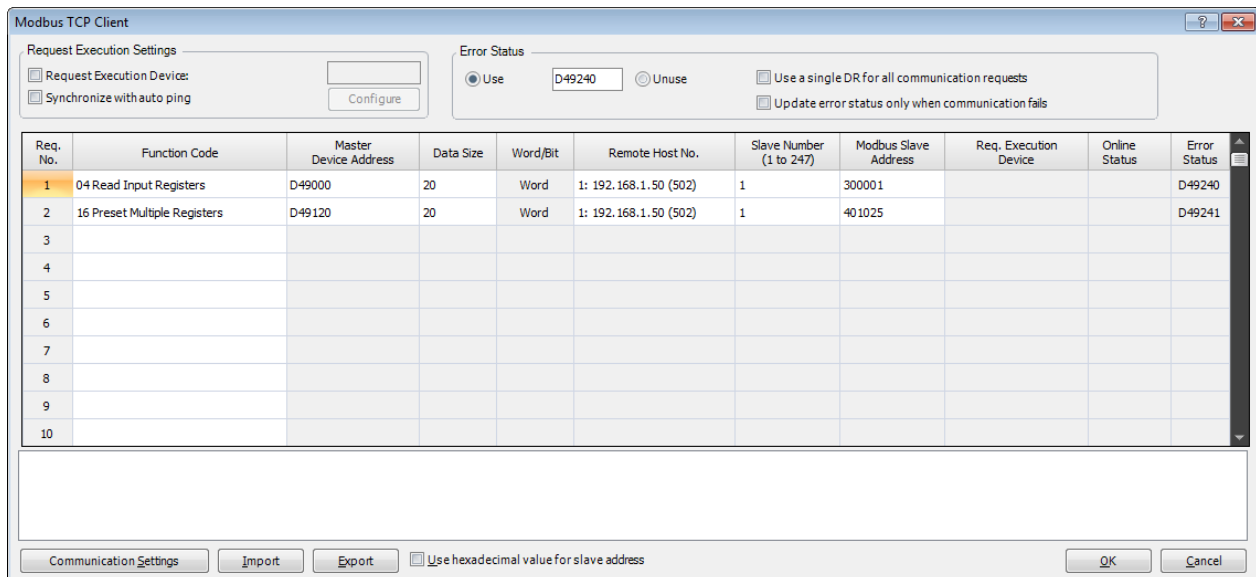 Modbus TCP Client
Request Execution Settings
Request Execution Device:
Synchronize with auto ping
Configure
Error Status
Use D49240 Unuse
Use a single DR for all communication requests
Update error status only when communication fails
Req. No. Function Code Master Device Address Data Size Word/Bit Remote Host No. Slave Number (1 to 247) Modbus Slave Address Req. Execution Device Online Status Error Status
1 04 Read Input Registers D49000 20 Word 1: 192.168.1.50 (502) 1 300001 D49240
2 16 Preset Multiple Registers D49120 20 Word 1: 192.168.1.50 (502) 1 401025 D49241
3
4
5
6
7
8
9
10
Communication Settings Import Export Use hexadecimal value for slave address OK Cancel